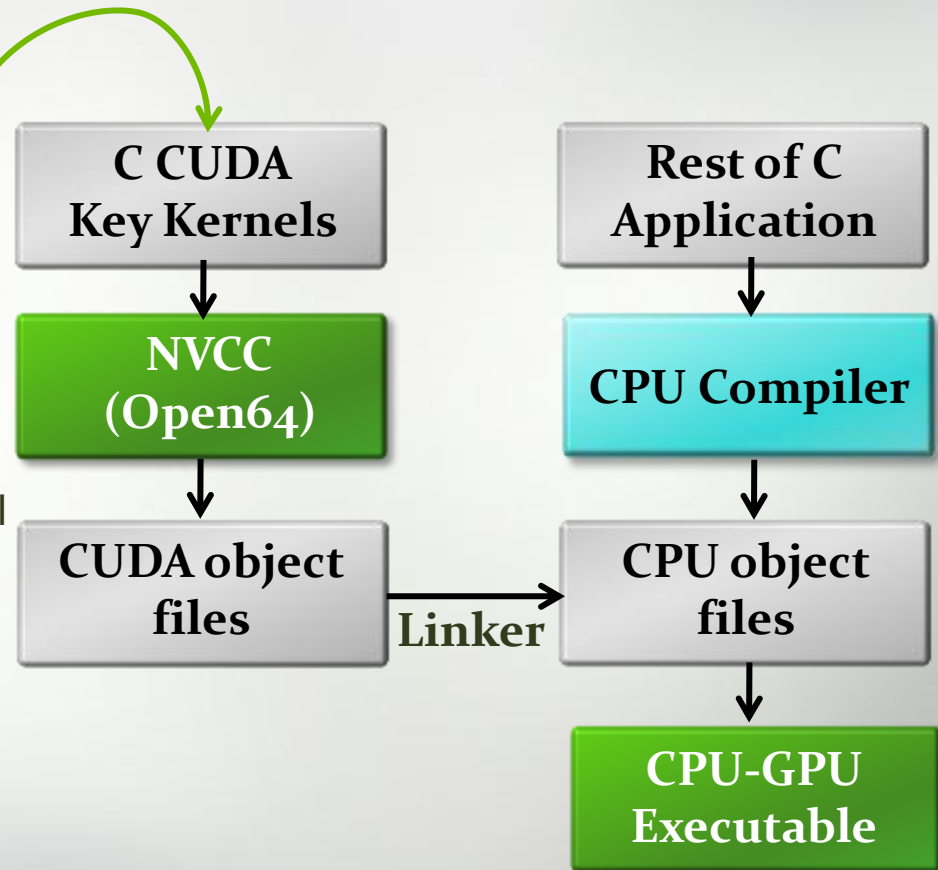 C CUDA
Key Kernels
Rest of C
Application
NVCC
(Open64)
CPU Compiler
CUDA object
files
Linker
CPU object
files
CPU-GPU
Executable